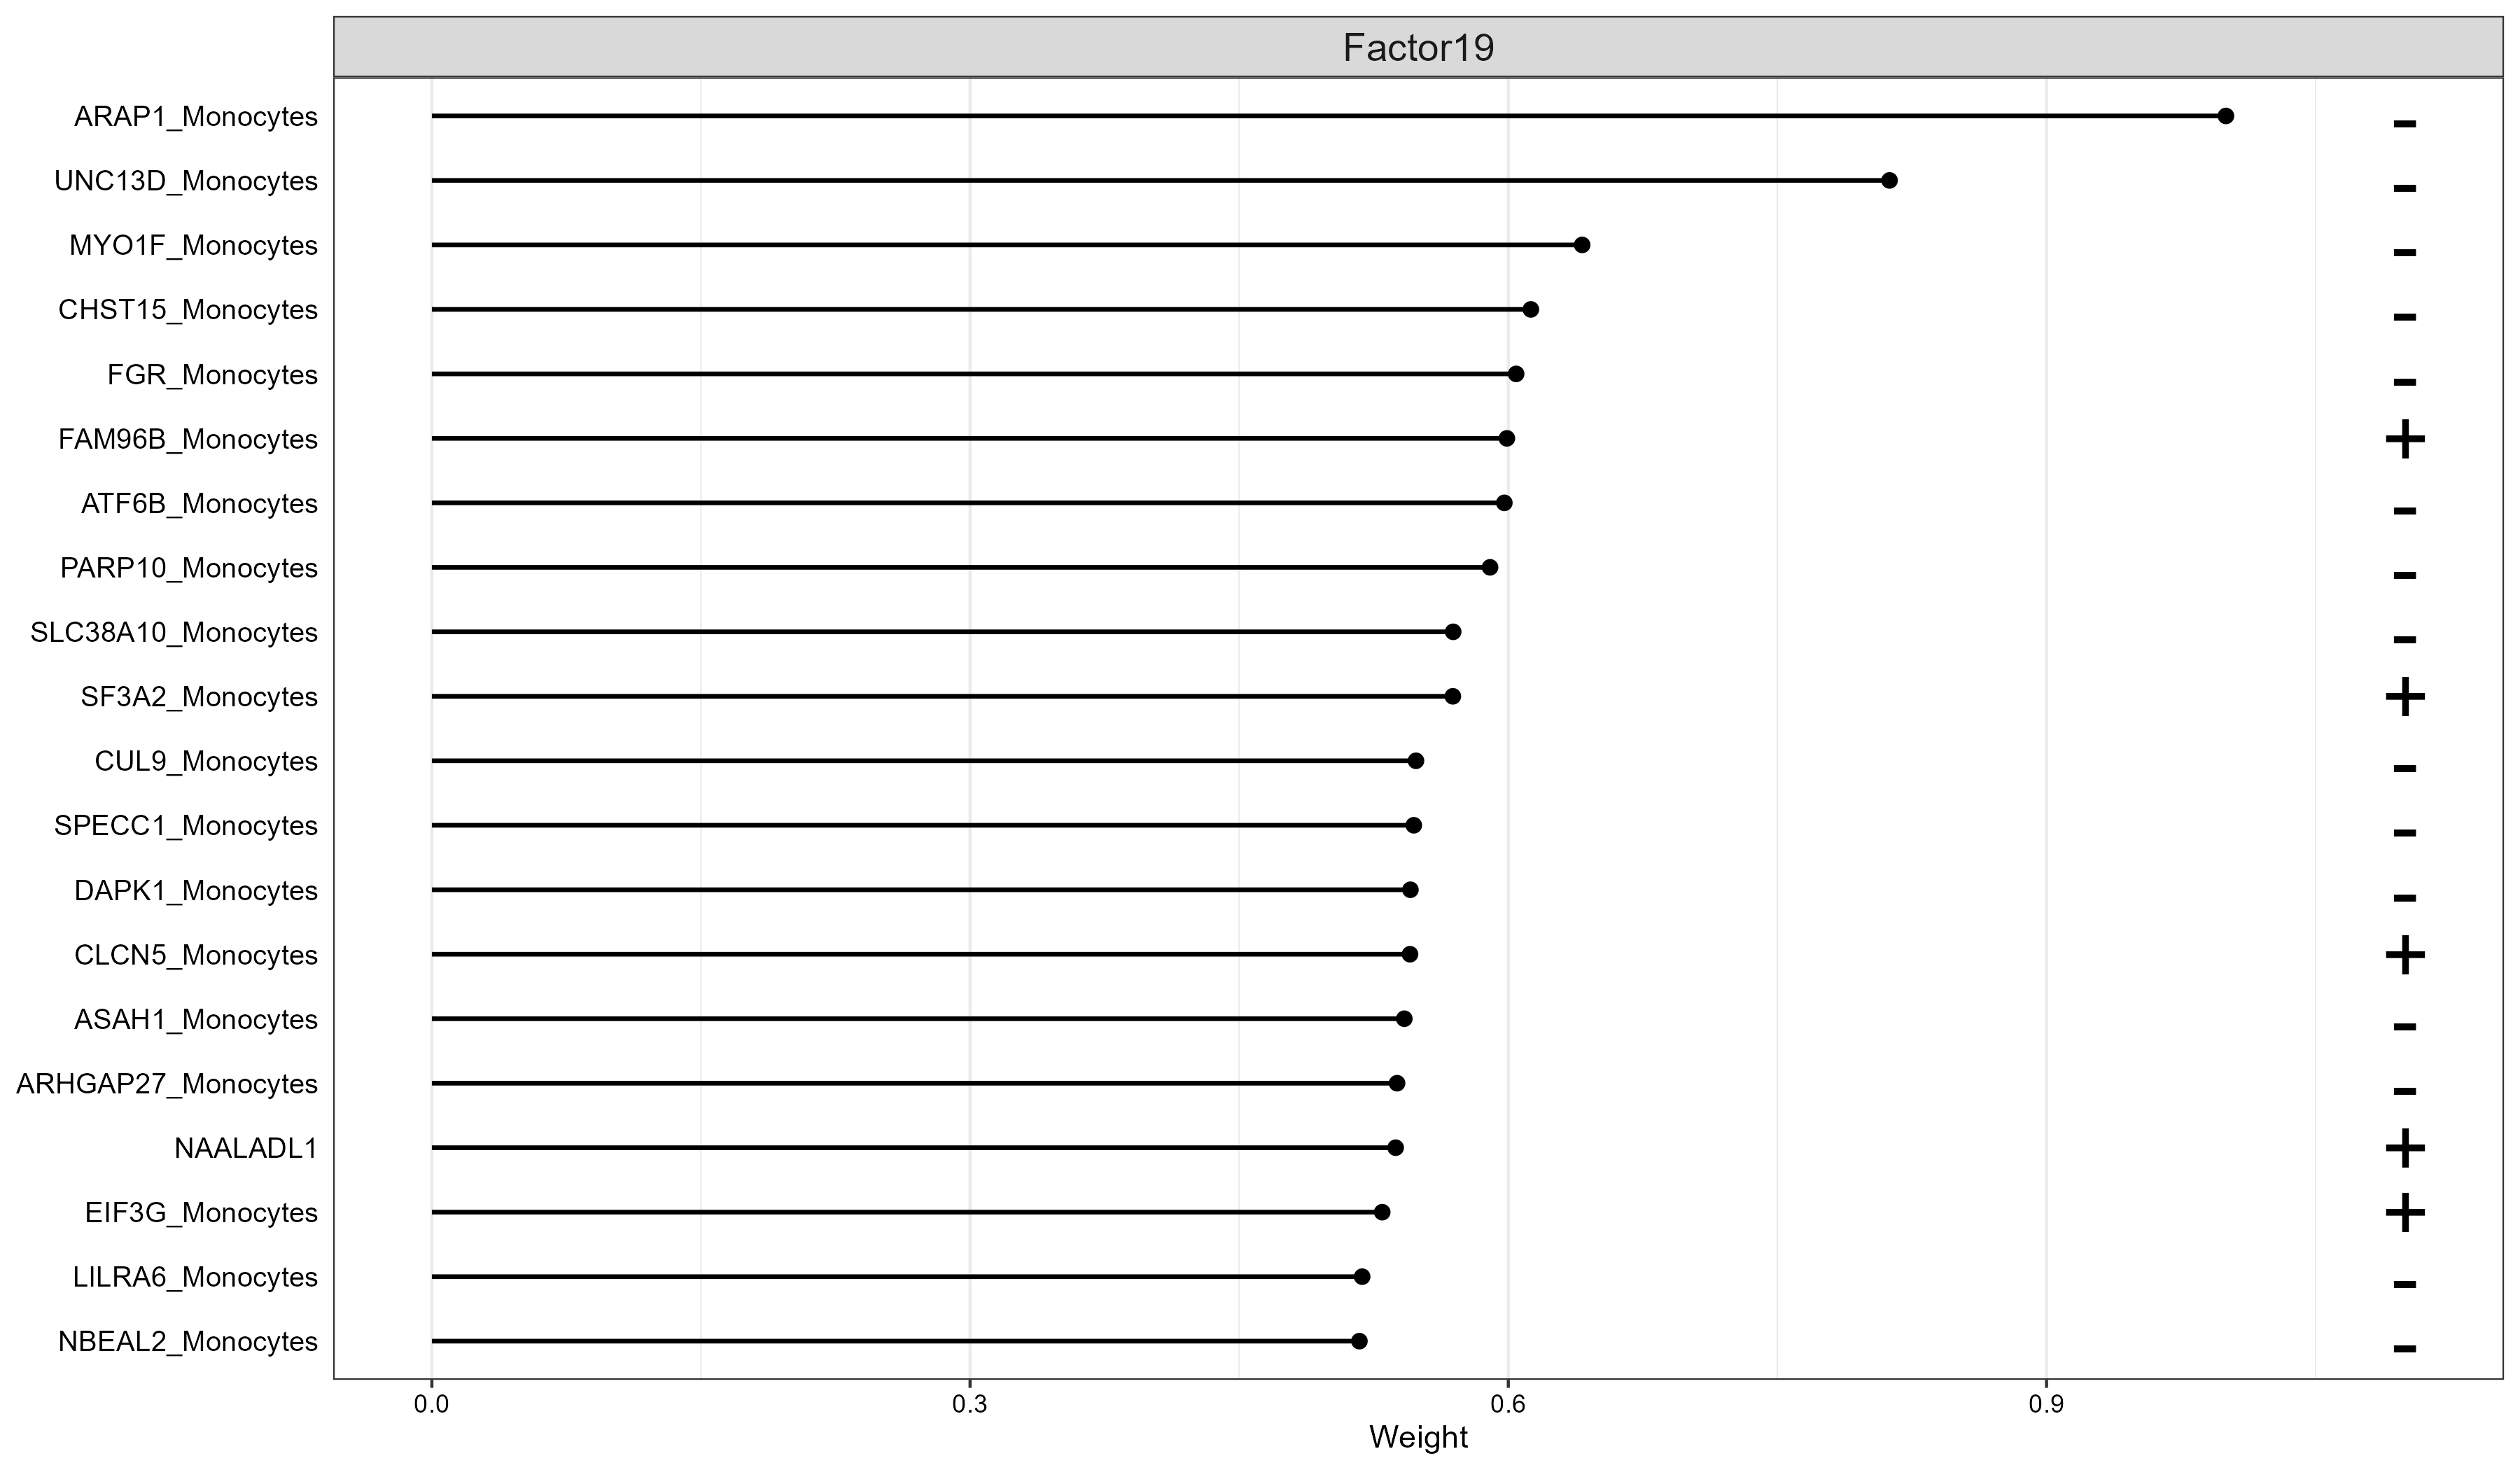 Factor19
ARAP1_Monocytes -
UNC13D_Monocytes -
MYO1F_Monocytes -
CHST15_Monocytes -
FGR_Monocytes -
FAM96B_Monocytes +
ATF6B_Monocytes -
PARP10_Monocytes -
SLC38A10_Monocytes -
SF3A2_Monocytes +
CUL9_Monocytes -
SPECC1_Monocytes -
DAPK1_Monocytes -
CLCN5_Monocytes +
ASAH1_Monocytes -
ARHGAP27_Monocytes -
NAALADL1 +
EIF3G_Monocytes +
LILRA6_Monocytes -
NBEAL2_Monocytes -
0.0 0.3 0.6 0.9
Weight